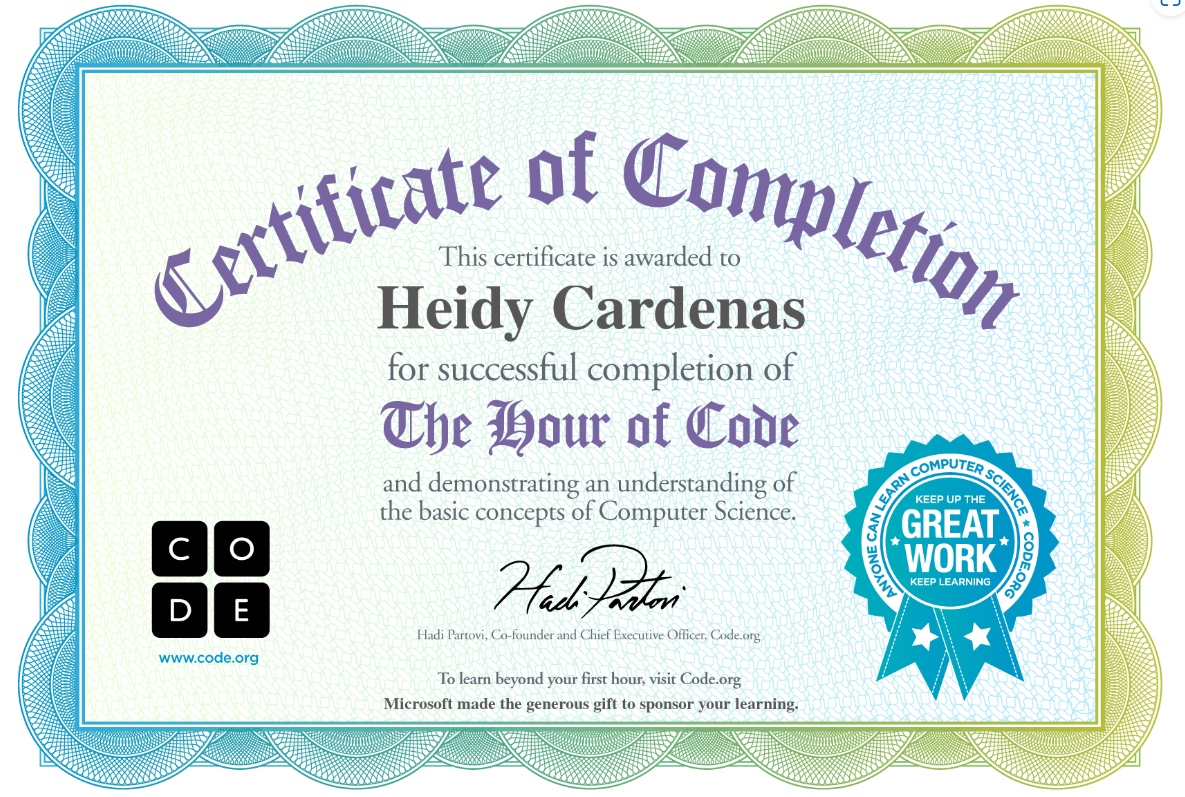 Certificate of Completion
This certificate is awarded to
Heidy Cardenas
for successful completion of
The Hour of Code
and demonstrating an understanding of
the basic concepts of Computer Science.
Hadi Partovi
Hadi Partovi, Co-founder and Chief Executive Officer, Code.org
To learn beyond your first hour, visit Code.org
Microsoft made the generous gift to sponsor your learning.
C O
D E
www.code.org
ANYONE CAN LEARN COMPUTER SCIENCE ★ CODE.ORG
KEEP UP THE
GREAT
WORK
KEEP LEARNING